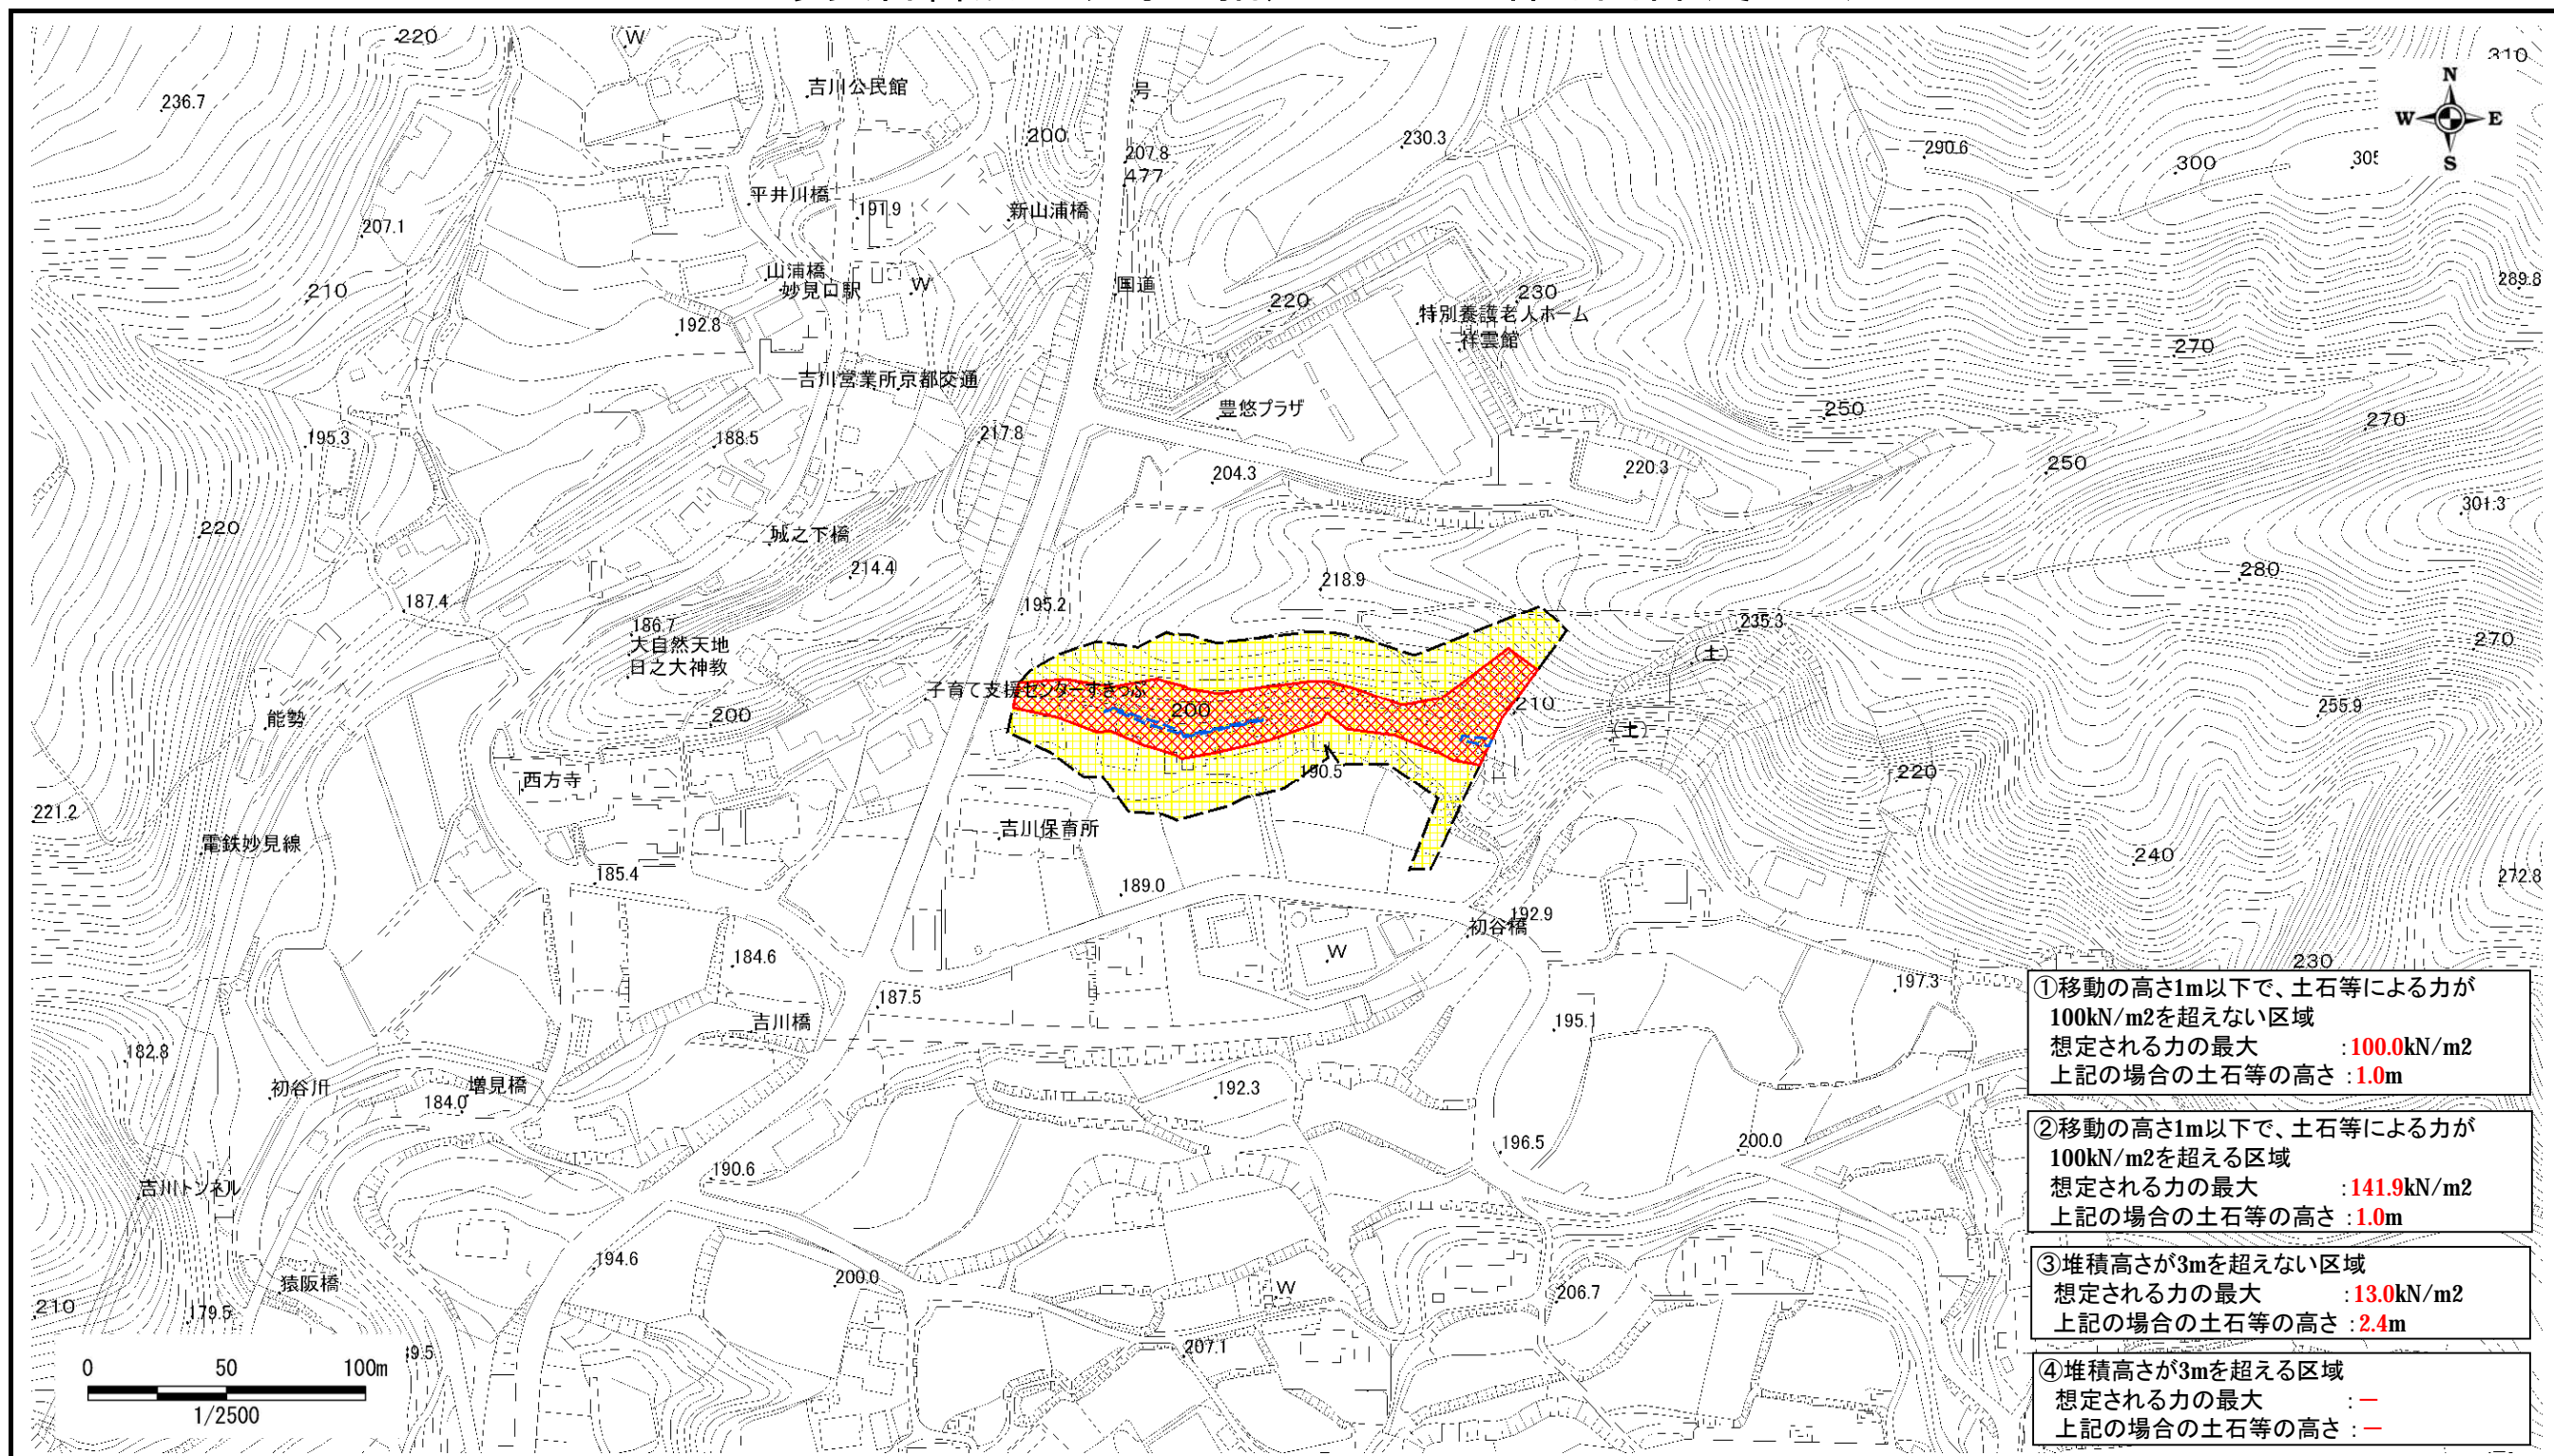 220
W
310
236.7
吉川公民館
号
200
207.8
477
230.3
290.6
300
N
W
E
S
平井川橋
191.9
新山浦橋
207.1
210
山浦橋
妙見口駅
W
国道
220
230
289.8
192.8
特別養護老人ホーム
祥雲館
270
吉川営業所京都交通
豊悠プラザ
250
270
195.3
188.5
217.8
204.3
220.3
250
301.3
220
城之下橋
214.4
218.9
280
187.4
195.2
186.7
大自然天地
日之大神教
235.3
(土)
270
子育て支援センターすきっぷ
200
210
255.9
能勢
200
(土)
西方寺
190.5
220
221.2
電鉄妙見線
吉川保育所
240
185.4
189.0
272.8
192.9
初谷橋
184.6
W
230
187.5
197.3
吉川橋
195.1
182.8
初谷川
増見橋
184.0
192.3
190.6
196.5
200.0
吉川トンネル
194.6
200.0
W
206.7
猿阪橋
210
179.5
207.1
0 50 100m
1/2500
①移動の高さ1m以下で、土石等による力が
100kN/m2を超えない区域
想定される力の最大 :100.0kN/m2
上記の場合の土石等の高さ :1.0m
②移動の高さ1m以下で、土石等による力が
100kN/m2を超える区域
想定される力の最大 :141.9kN/m2
上記の場合の土石等の高さ :1.0m
③堆積高さが3mを超えない区域
想定される力の最大 :13.0kN/m2
上記の場合の土石等の高さ :2.4m
④堆積高さが3mを超える区域
想定される力の最大 :－
上記の場合の土石等の高さ :－